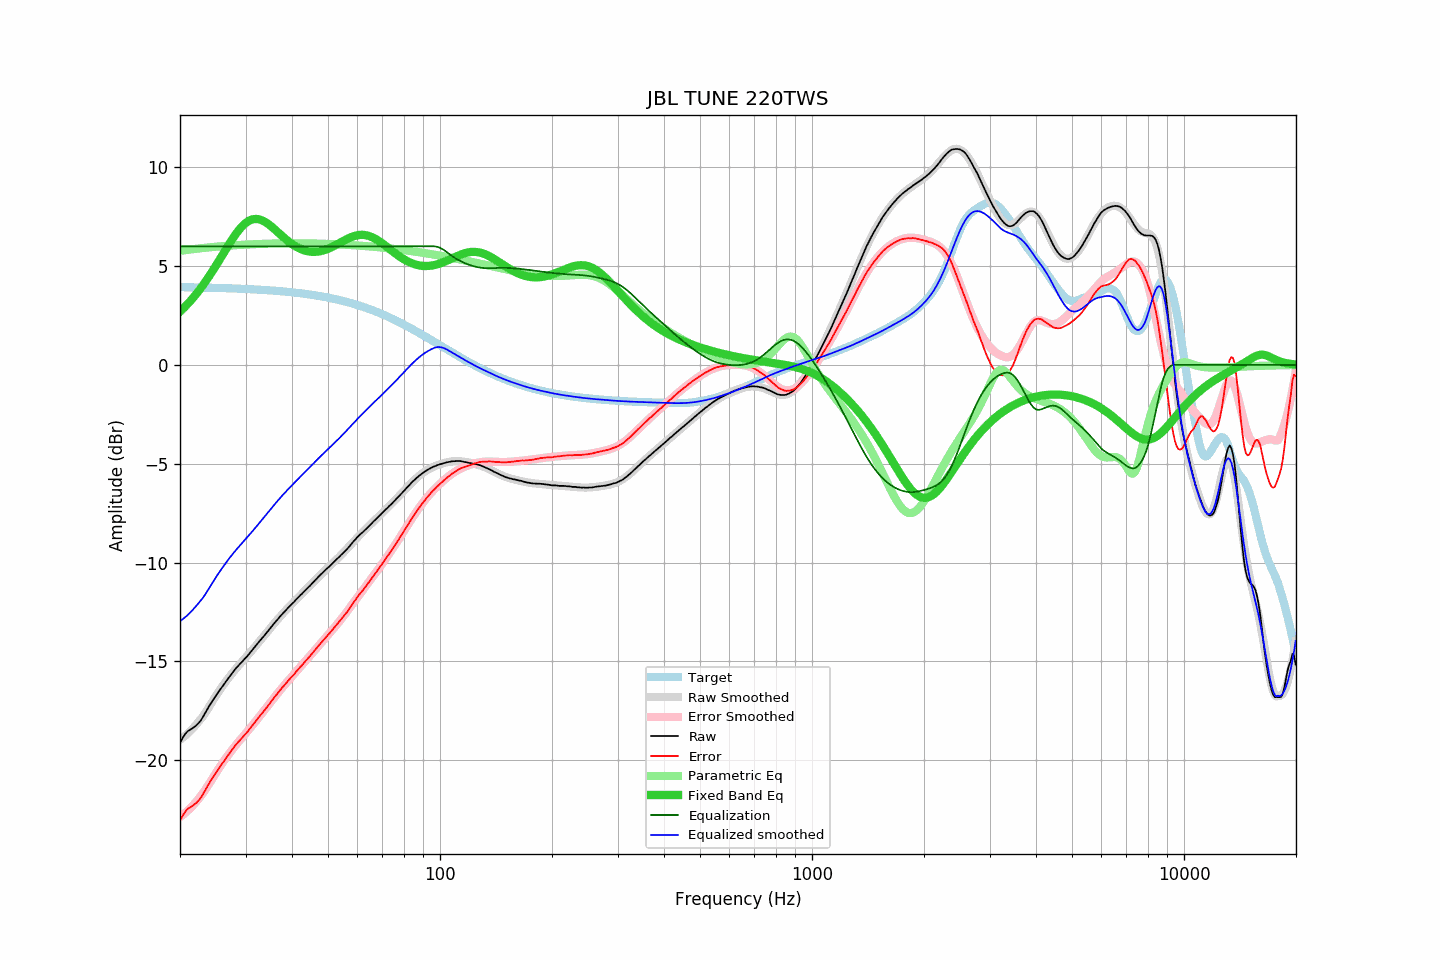 JBL TUNE 220TWS
10
5
0
−5
−10
−15
−20
Amplitude (dBr)
Target
Raw Smoothed
Error Smoothed
Raw
Error
Parametric Eq
Fixed Band Eq
Equalization
Equalized smoothed
100
1000
10000
Frequency (Hz)